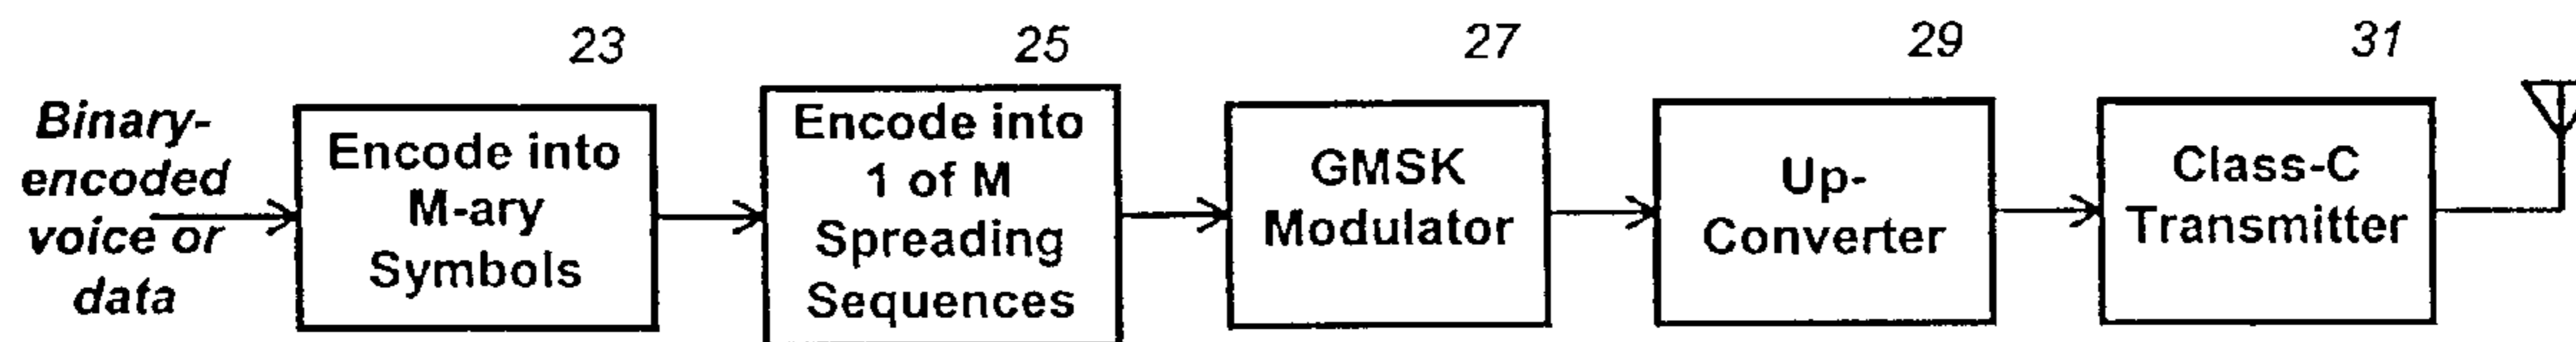 23
25
27
29
31
Binary-
encoded
voice or
data
Encode into
M-ary
Symbols
Encode into
1 of M
Spreading
Sequences
GMSK
Modulator
Up-
Converter
Class-C
Transmitter